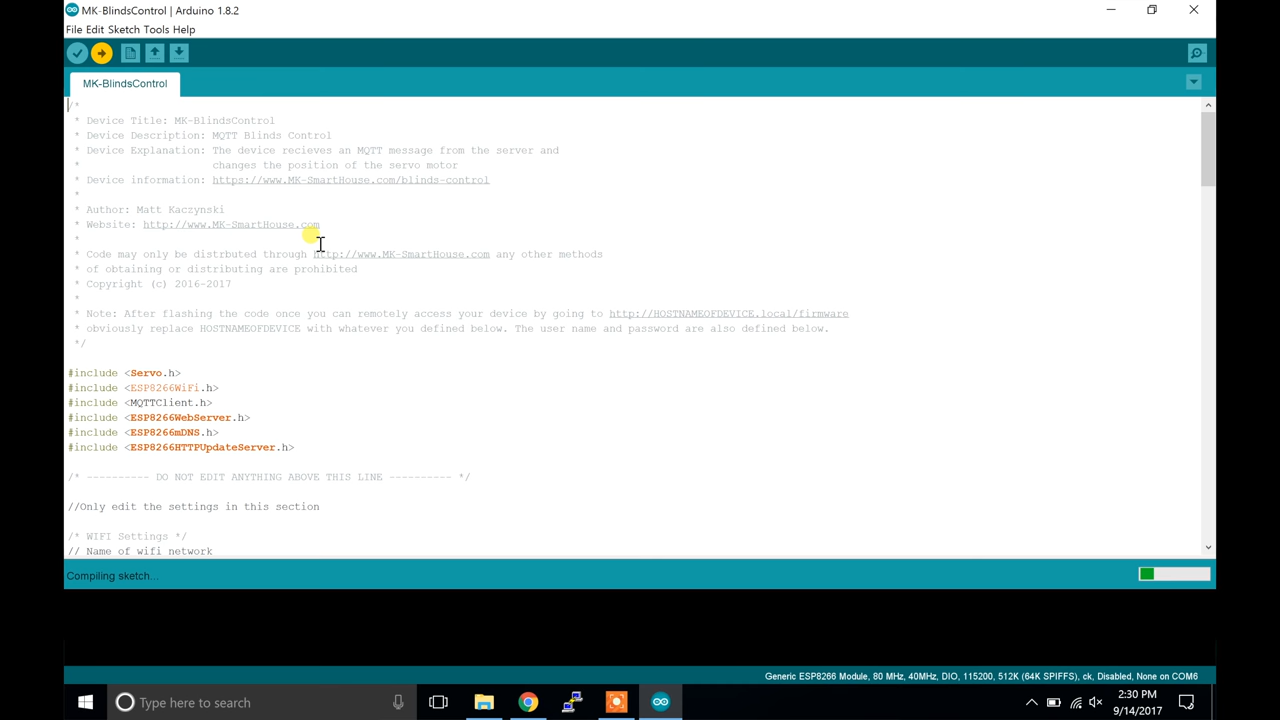 MK-BlindsControl | Arduino 1.8.2
File Edit Sketch Tools Help
MK-BlindsControl
/*
* Device Title: MK-BlindsControl
* Device Description: MQTT Blinds Control
* Device Explanation: The device recieves an MQTT message from the server and
* changes the position of the servo motor
* Device information: https://www.MK-SmartHouse.com/blinds-control
*
* Author: Matt Kaczynski
* Website: http://www.MK-SmartHouse.com
*
* Code may only be distrbuted through http://www.MK-SmartHouse.com any other methods
* of obtaining or distributing are prohibited
* Copyright (c) 2016-2017
*
* Note: After flashing the code once you can remotely access your device by going to http://HOSTNAMEOFDEVICE.local/firmware
* obviously replace HOSTNAMEOFDEVICE with whatever you defined below. The user name and password are also defined below.
*/
#include <Servo.h>
#include <ESP8266WiFi.h>
#include <MQTTClient.h>
#include <ESP8266WebServer.h>
#include <ESP8266mDNS.h>
#include <ESP8266HTTPUpdateServer.h>
/* ---------- DO NOT EDIT ANYTHING ABOVE THIS LINE ---------- */
//Only edit the settings in this section
/* WIFI Settings */
// Name of wifi network
Compiling sketch...
Generic ESP8266 Module, 80 MHz, 40MHz, DIO, 115200, 512K (64K SPIFFS), ck, Disabled, None on COM6
Type here to search
2:30 PM
9/14/2017